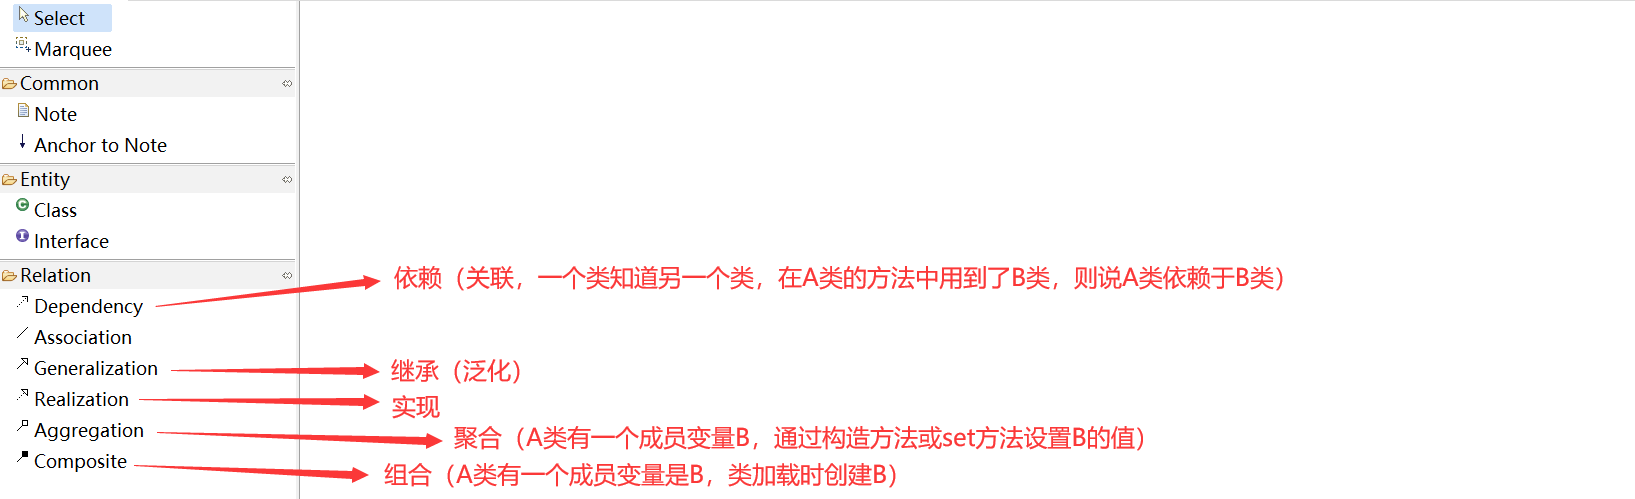 Select
Marquee
Common
Note
Anchor to Note
Entity
Class
Interface
Relation
Dependency
依赖（关联，一个类知道另一个类，在A类的方法中用到了B类，则说A类依赖于B类）
Association
Generalization
继承（泛化）
Realization
实现
Aggregation
聚合（A类有一个成员变量B，通过构造方法或set方法设置B的值）
Composite
组合（A类有一个成员变量是B，类加载时创建B）